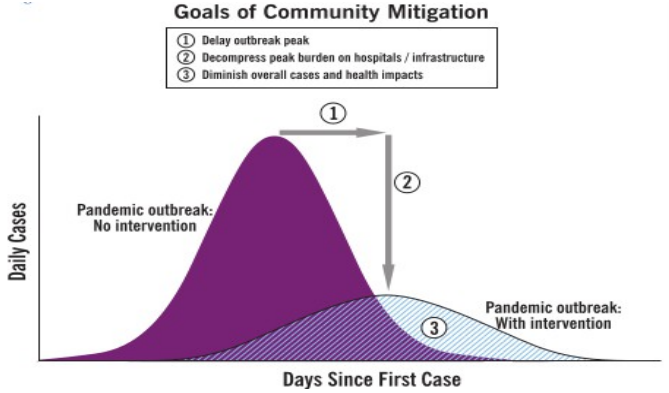 Goals of Community Mitigation
① Delay outbreak peak
② Decompress peak burden on hospitals / infrastructure
③ Diminish overall cases and health impacts
①
②
Pandemic outbreak:
No intervention
Daily Cases
Pandemic outbreak:
With intervention
③
Days Since First Case